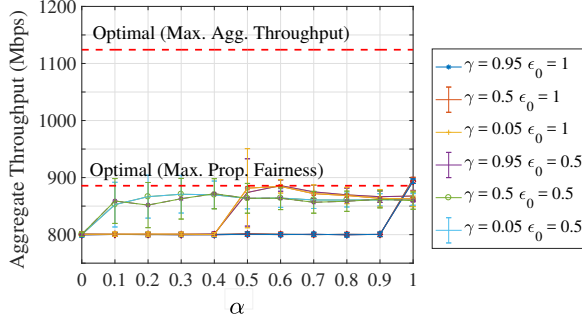 1200
1100
1000
900
800
700
Aggregate Throughput (Mbps)
Optimal (Max. Agg. Throughput)
Optimal (Max. Prop. Fairness)
0 0.1 0.2 0.3 0.4 0.5 0.6 0.7 0.8 0.9 1
α
γ = 0.95 ϵ₀ = 1
γ = 0.5 ϵ₀ = 1
γ = 0.05 ϵ₀ = 1
γ = 0.95 ϵ₀ = 0.5
γ = 0.5 ϵ₀ = 0.5
γ = 0.05 ϵ₀ = 0.5